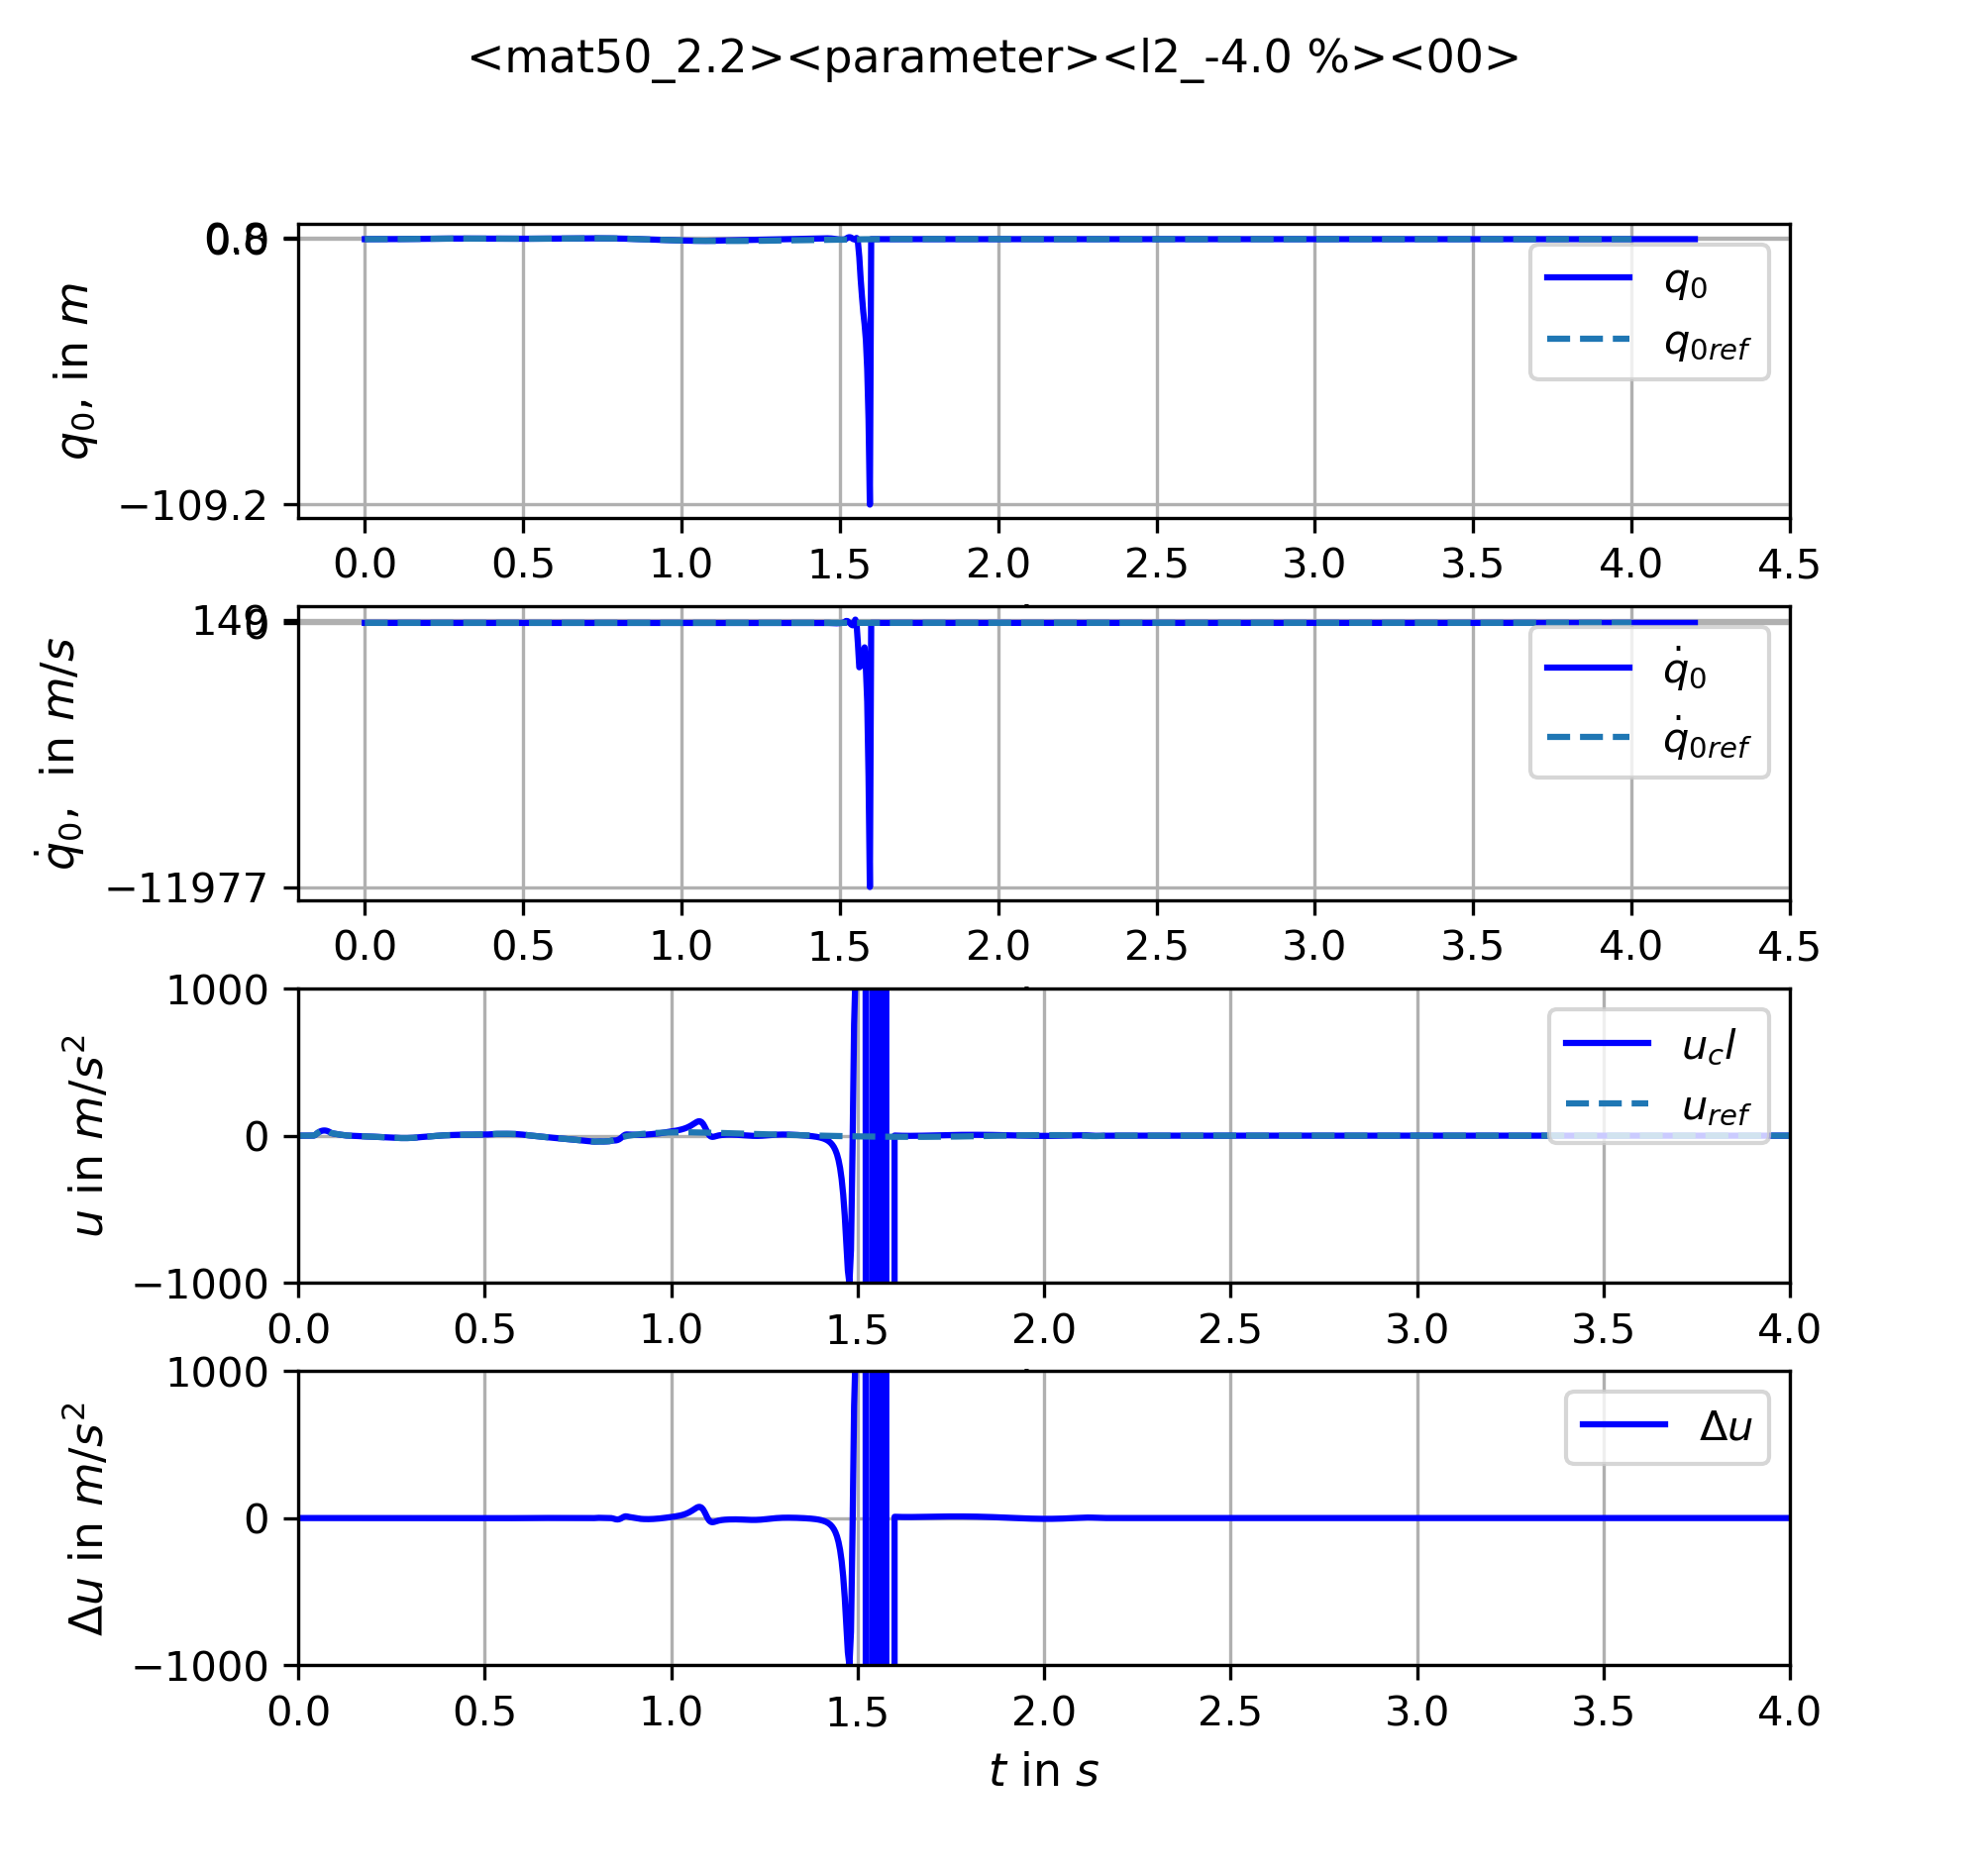 <mat50_2.2><parameter><l2_-4.0 %><00>
q₀, in m
0.8
−109.2
0.0 0.5 1.0 1.5 2.0 2.5 3.0 3.5 4.0 4.5
q₀
q₀ref
q̇₀, in m/s
149
0
−11977
0.0 0.5 1.0 1.5 2.0 2.5 3.0 3.5 4.0 4.5
q̇₀
q̇₀ref
u in m/s²
1000
0
−1000
0.0 0.5 1.0 1.5 2.0 2.5 3.0 3.5 4.0
u_cl
u_ref
Δu in m/s²
1000
0
−1000
0.0 0.5 1.0 1.5 2.0 2.5 3.0 3.5 4.0
Δu
t in s